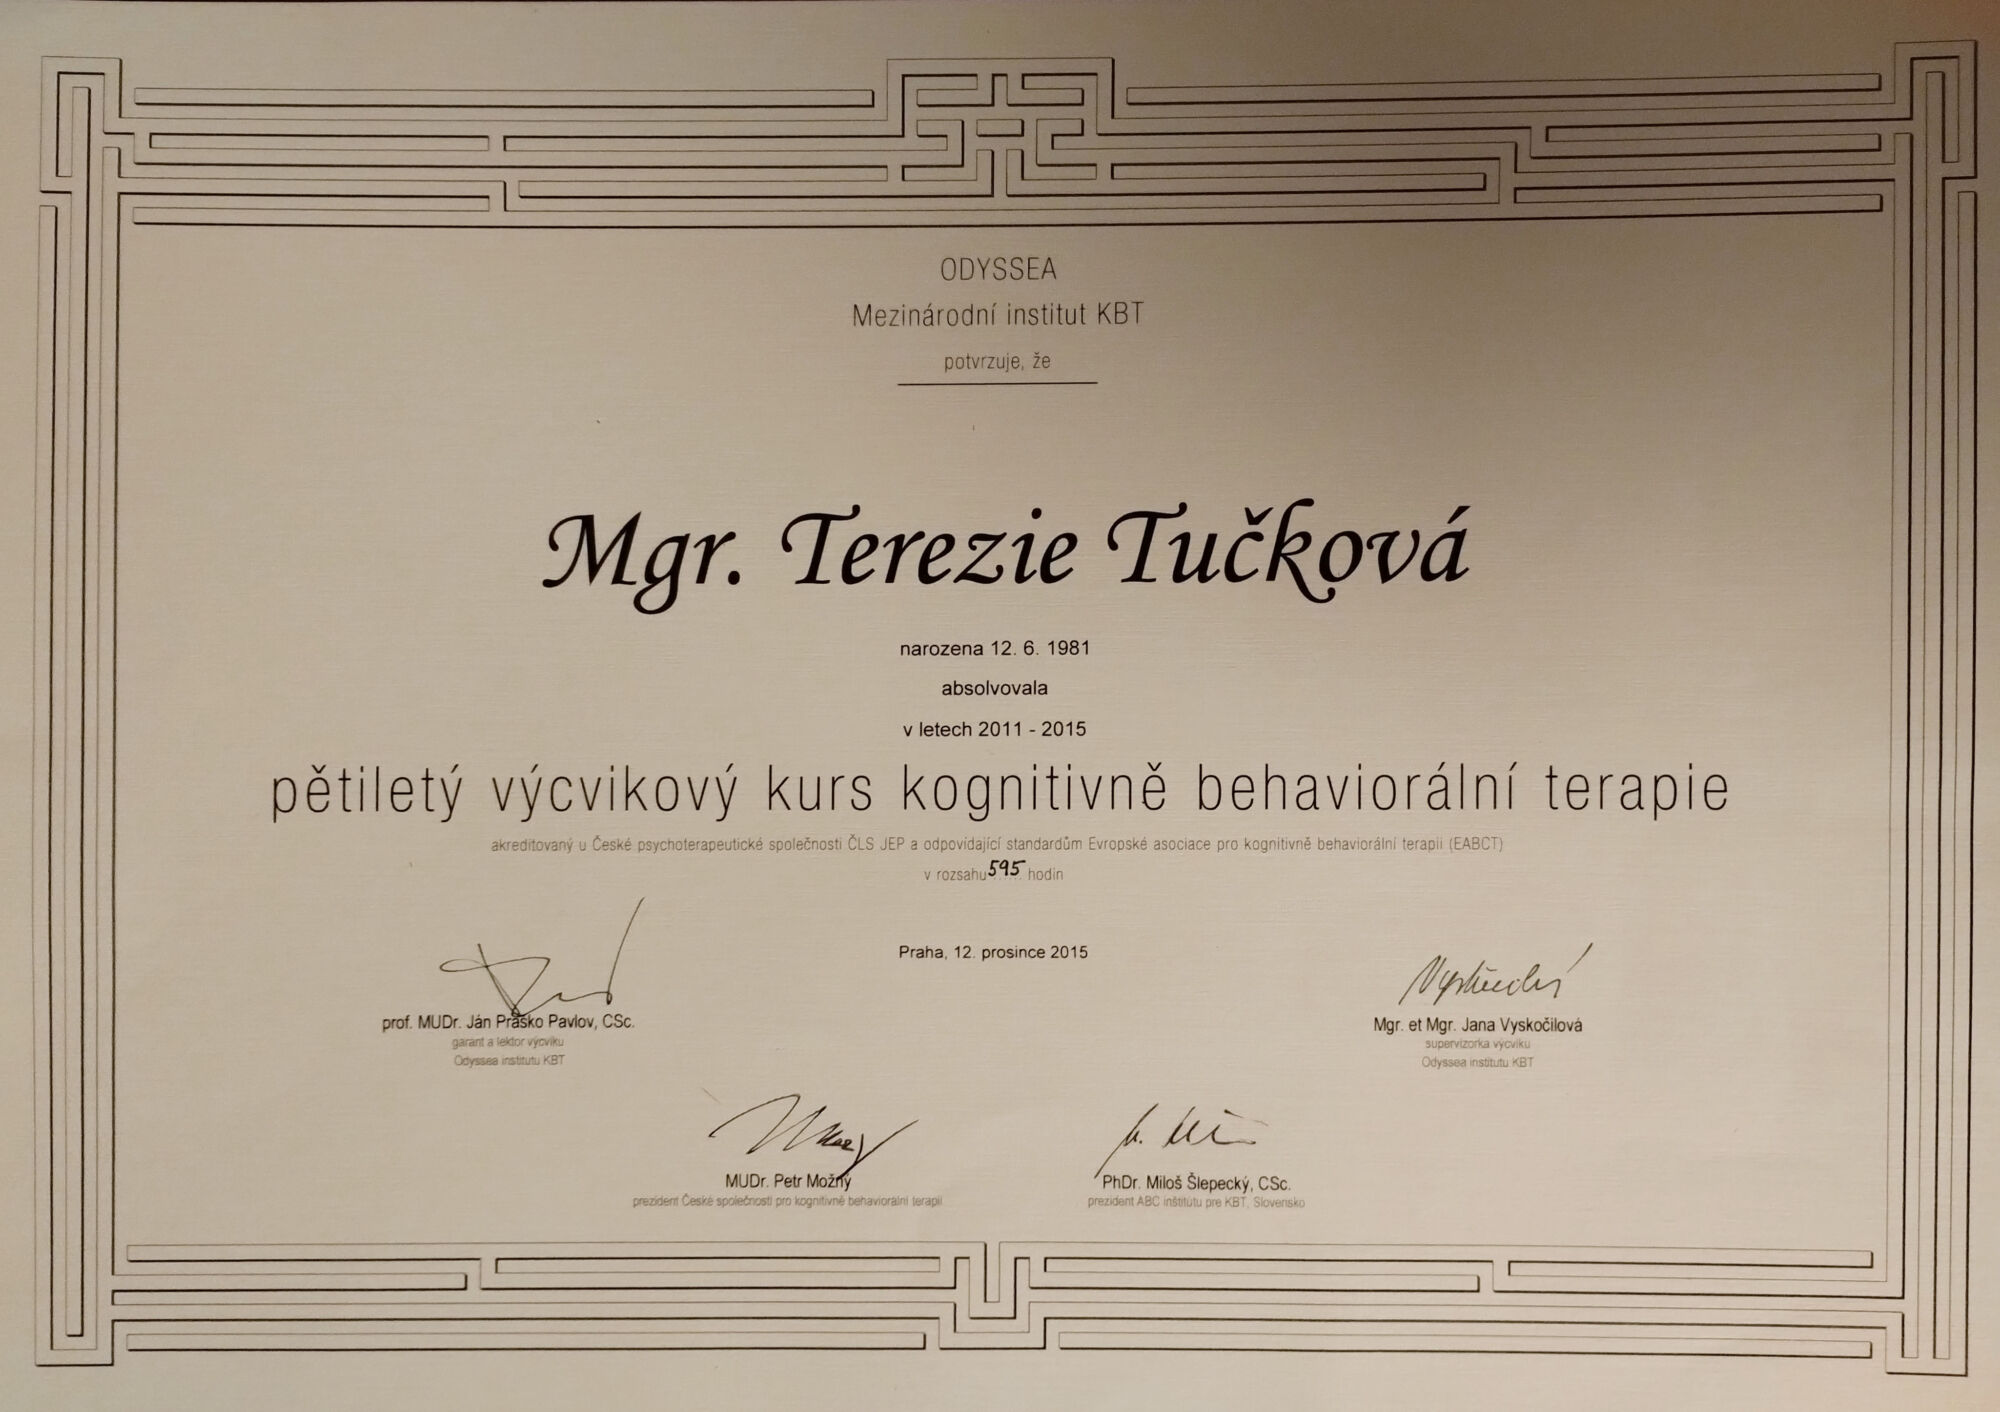 ODYSSEA
Mezinárodní institut KBT
potvrzuje, že
Mgr. Terezie Tučková
narozena 12. 6. 1981
absolvovala
v letech 2011 - 2015
pětiletý výcvikový kurs kognitivně behaviorální terapie
akreditovaný u České psychoterapeutické společnosti ČLS JEP a odpovídající standardům Evropské asociace pro kognitivně behaviorální terapii (EABCT)
v rozsahu 595 hodin
Praha, 12. prosince 2015
prof. MUDr. Ján Praško Pavlov, CSc.
garant a lektor výcviku
Odyssea institutu KBT
Mgr. et Mgr. Jana Vyskočilová
supervizorka výcviku
Odyssea institutu KBT
MUDr. Petr Možný
prezident České společnosti pro kognitivně behaviorální terapii
PhDr. Miloš Šlepecký, CSc.
prezident ABC inštitútu pre KBT, Slovensko